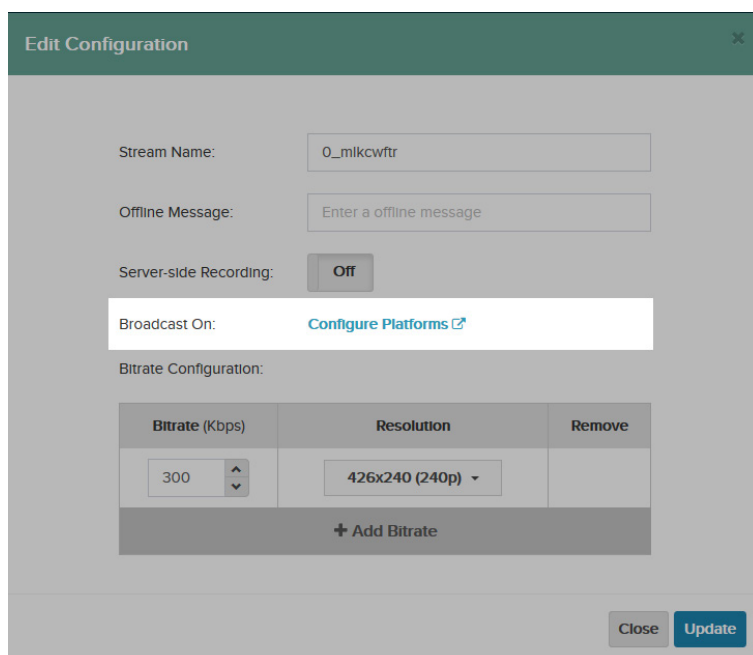 Edit Configuration
Stream Name: 0_mlkcwftr
Offline Message: Enter a offline message
Server-side Recording: Off
Broadcast On: Configure Platforms
Bitrate Configuration:
Bitrate (Kbps) Resolution Remove
300 426x240 (240p)
+ Add Bitrate
Close Update